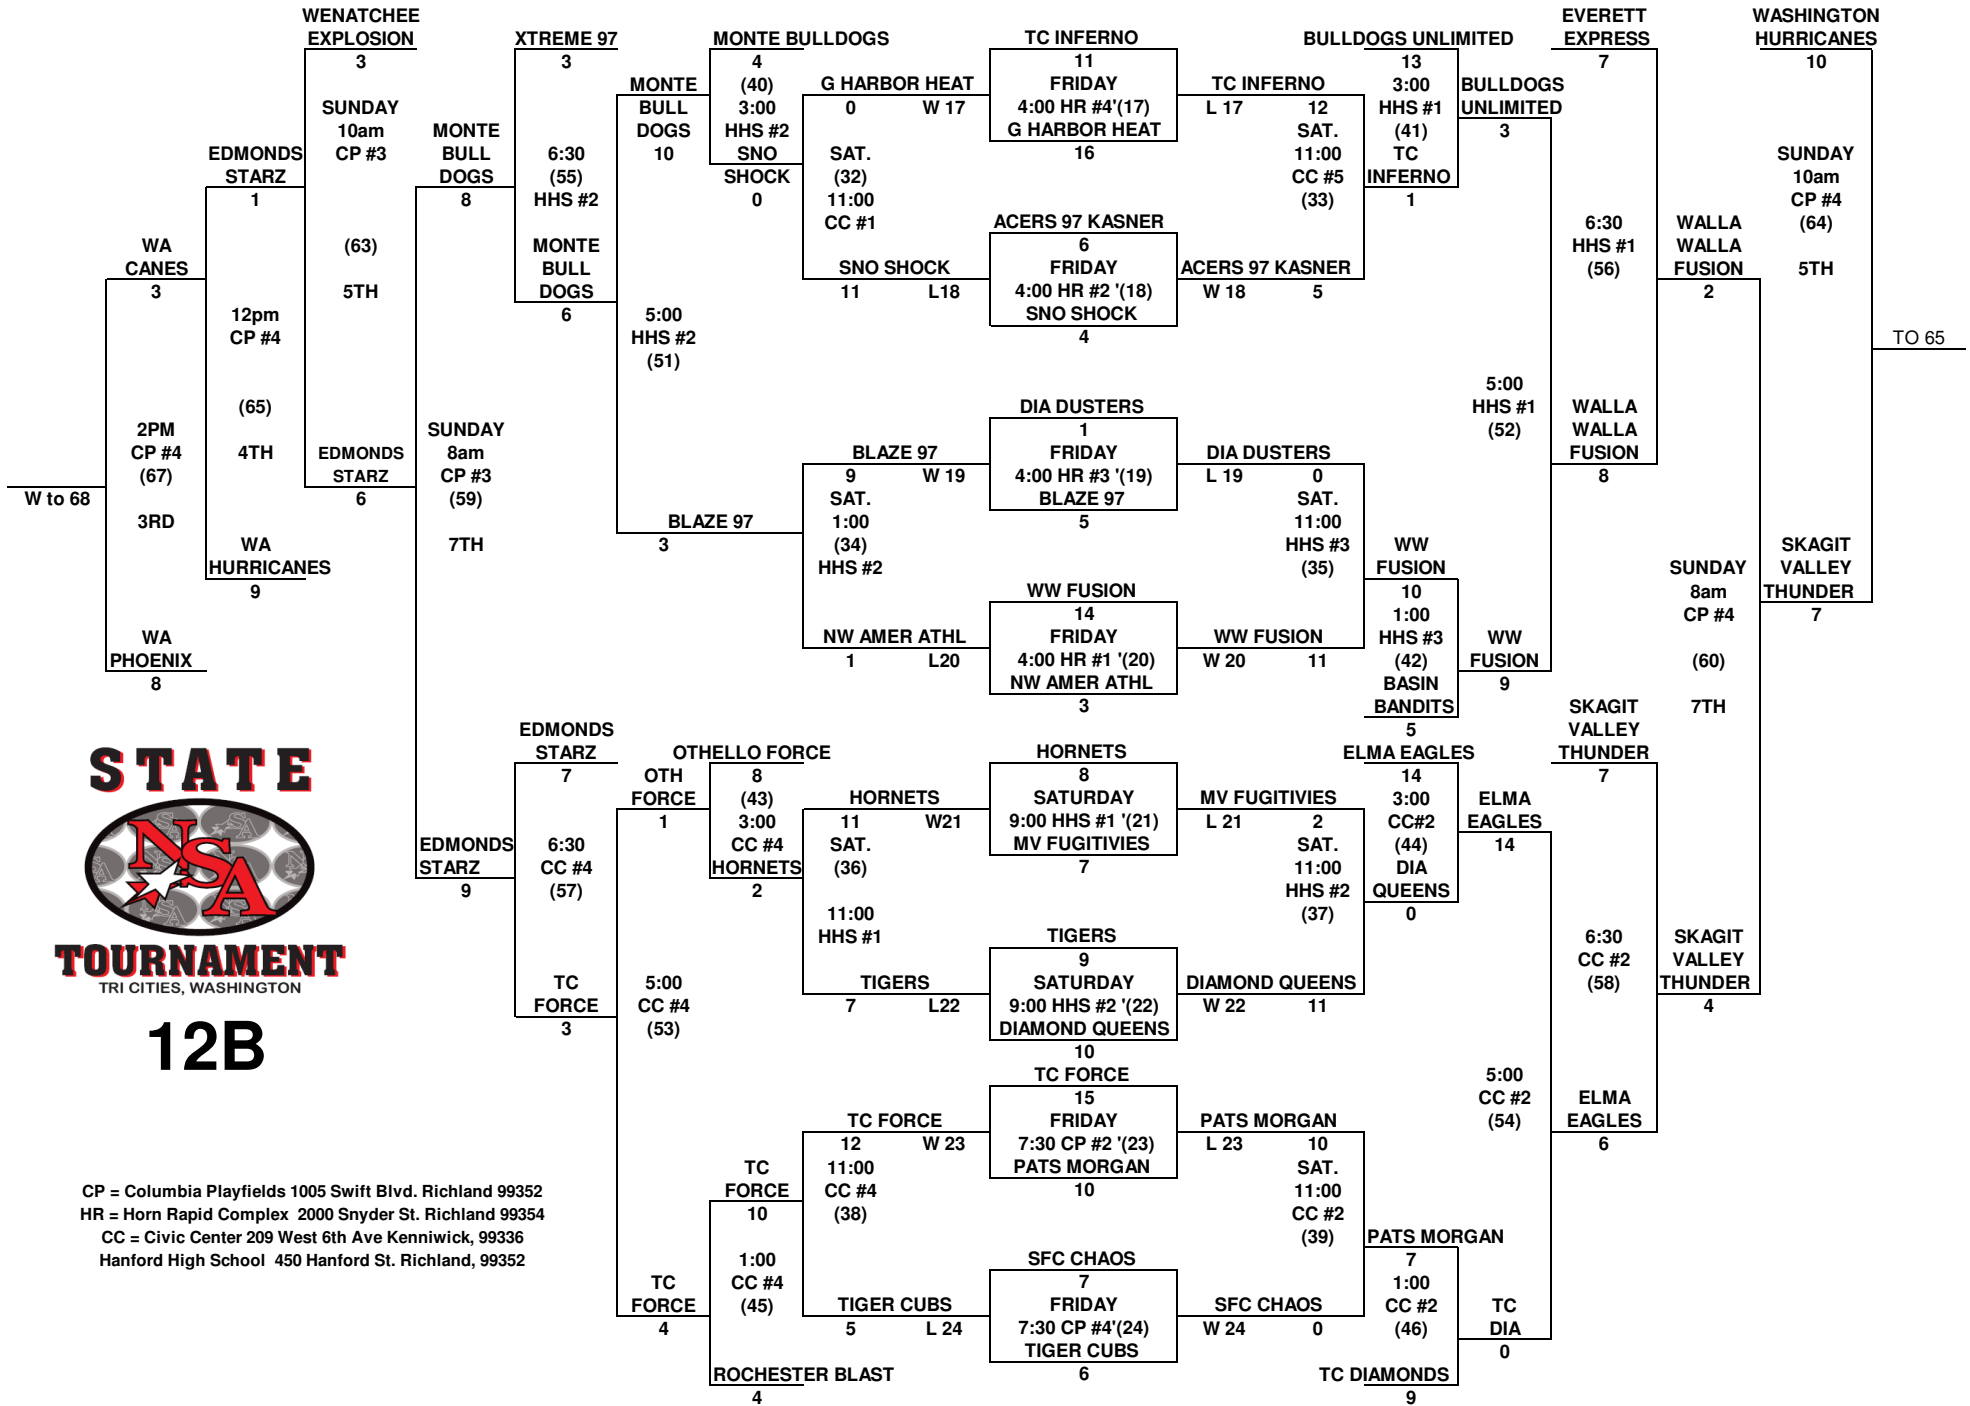 WENATCHEE
EXPLOSION
3
SUNDAY
10am
CP #3
(63)
5TH
EDMONDS
STARZ
1
WA
CANES
3
12pm
CP #4
(65)
4TH
2PM
CP #4
(67)
3RD
W to 68
WA
HURRICANES
9
WA
PHOENIX
8
EDMONDS
STARZ
6
XTREME 97
3
MONTE
BULL
DOGS
8
6:30
(55)
HHS #2
MONTE
BULL
DOGS
6
SUNDAY
8am
CP #3
(59)
7TH
MONTE
BULL
DOGS
10
5:00
HHS #2
(51)
BLAZE 97
3
MONTE BULLDOGS
4
(40)
3:00
HHS #2
SNO
SHOCK
0
G HARBOR HEAT
0 W 17
SAT.
(32)
11:00
CC #1
SNO SHOCK
11 L18
TC INFERNO
11
FRIDAY
4:00 HR #4'(17)
G HARBOR HEAT
16
ACERS 97 KASNER
6
FRIDAY
4:00 HR #2 '(18)
SNO SHOCK
4
TC INFERNO
L 17 12
SAT.
11:00
CC #5
(33)
ACERS 97 KASNER
W 18 5
BULLDOGS UNLIMITED
13
3:00
HHS #1
(41)
TC
INFERNO
1
BULLDOGS
UNLIMITED
3
EVERETT
EXPRESS
7
6:30
HHS #1
(56)
WALLA
WALLA
FUSION
2
WASHINGTON
HURRICANES
10
SUNDAY
10am
CP #4
(64)
5TH
TO 65
5:00
HHS #1
(52)
WALLA
WALLA
FUSION
8
BLAZE 97
9 W 19
SAT.
1:00
(34)
HHS #2
NW AMER ATHL
1 L20
DIA DUSTERS
1
FRIDAY
4:00 HR #3 '(19)
BLAZE 97
5
WW FUSION
14
FRIDAY
4:00 HR #1 '(20)
NW AMER ATHL
3
DIA DUSTERS
L 19 0
SAT.
11:00
HHS #3
(35)
WW FUSION
W 20 11
WW
FUSION
10
1:00
HHS #3
(42)
BASIN
BANDITS
5
WW
FUSION
9
SUNDAY
8am
CP #4
(60)
7TH
SKAGIT
VALLEY
THUNDER
7
SKAGIT
VALLEY
THUNDER
7
STATE
NSA
TOURNAMENT
TRI CITIES, WASHINGTON
12B
EDMONDS
STARZ
7
EDMONDS
STARZ
9
6:30
CC #4
(57)
TC
FORCE
3
OTH
FORCE
1
5:00
CC #4
(53)
OTHELLO FORCE
8
(43)
3:00
CC #4
HORNETS
2
HORNETS
11 W21
SAT.
(36)
11:00
HHS #1
TIGERS
7 L22
HORNETS
8
SATURDAY
9:00 HHS #1 '(21)
MV FUGITIVIES
7
TIGERS
9
SATURDAY
9:00 HHS #2 '(22)
DIAMOND QUEENS
10
MV FUGITIVIES
L 21 2
SAT.
11:00
HHS #2
(37)
DIAMOND QUEENS
W 22 11
ELMA EAGLES
14
3:00
CC#2
(44)
DIA
QUEENS
0
ELMA
EAGLES
14
6:30
CC #2
(58)
SKAGIT
VALLEY
THUNDER
4
5:00
CC #2
(54)
ELMA
EAGLES
6
TC FORCE
12 W 23
11:00
CC #4
(38)
TIGER CUBS
5 L 24
TC
FORCE
10
1:00
CC #4
(45)
TC
FORCE
4
ROCHESTER BLAST
4
TC FORCE
15
FRIDAY
7:30 CP #2 '(23)
PATS MORGAN
10
SFC CHAOS
7
FRIDAY
7:30 CP #4'(24)
TIGER CUBS
6
PATS MORGAN
L 23 10
SAT.
11:00
CC #2
(39)
SFC CHAOS
W 24 0
PATS MORGAN
7
1:00
CC #2
(46)
TC DIAMONDS
9
TC
DIA
0
CP = Columbia Playfields 1005 Swift Blvd. Richland 99352
HR = Horn Rapid Complex 2000 Snyder St. Richland 99354
CC = Civic Center 209 West 6th Ave Kenniwick, 99336
Hanford High School 450 Hanford St. Richland, 99352